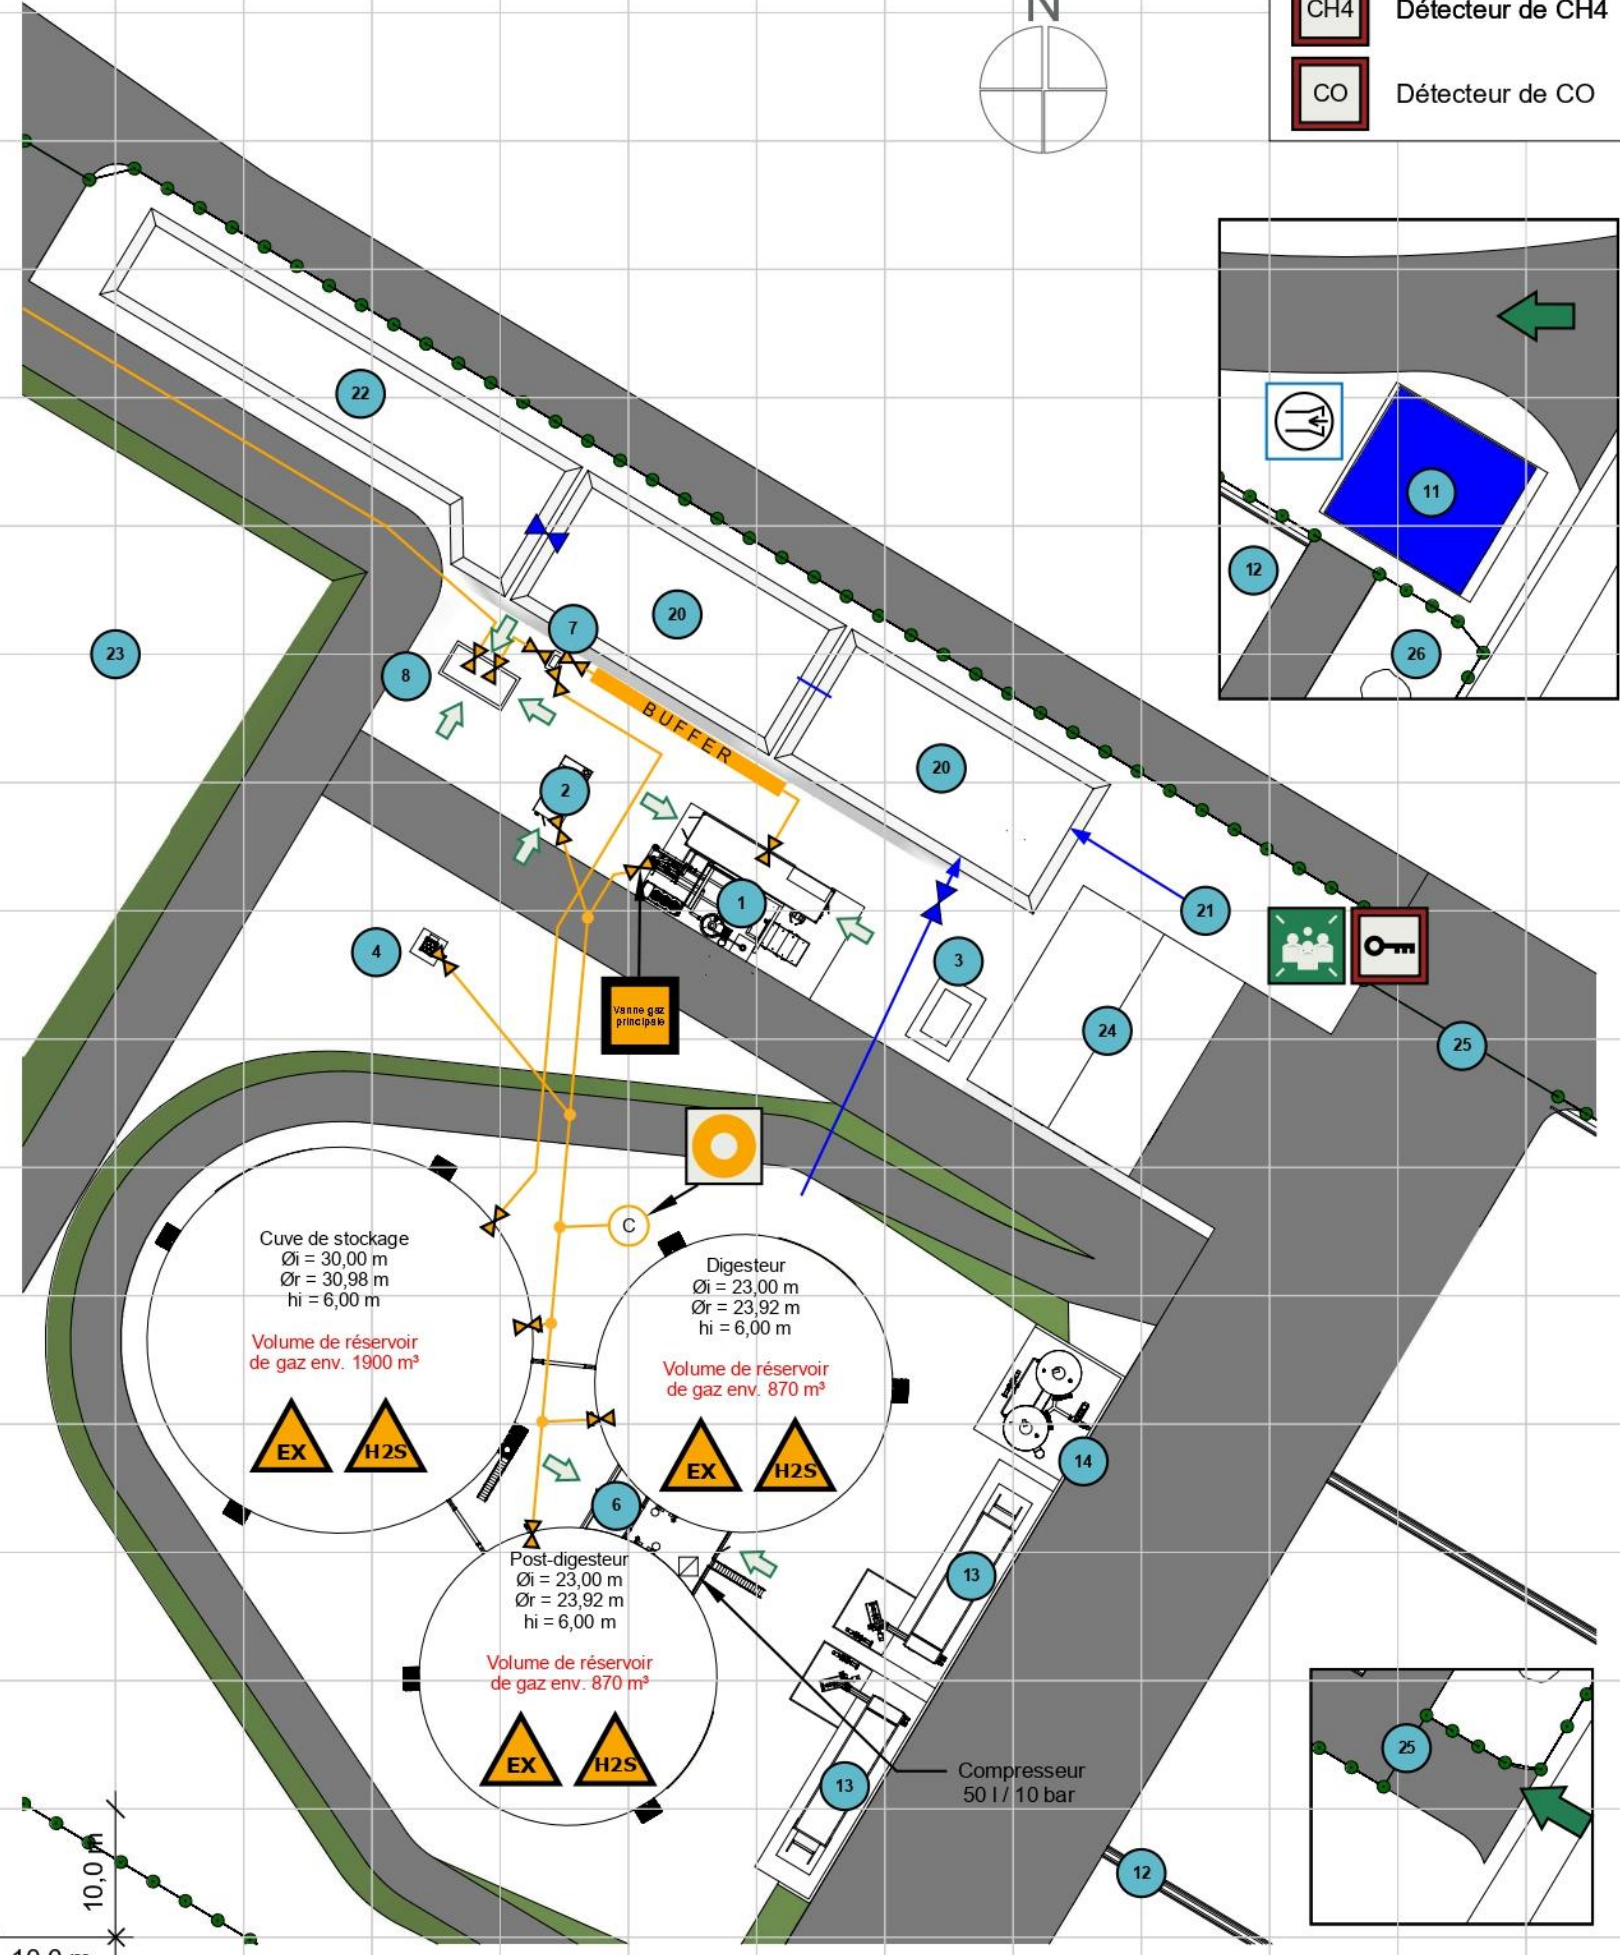 N
CH4 Détecteur de CH4
CO Détecteur de CO
22
11
12
26
20
7
23
8
BUFFER
2
20
1
21
4
3
Vanne gaz
principale
24
25
C
Cuve de stockage
Øi = 30,00 m
Ør = 30,98 m
hi = 6,00 m
Volume de réservoir
de gaz env. 1900 m³
EX H2S
Digesteur
Øi = 23,00 m
Ør = 23,92 m
hi = 6,00 m
Volume de réservoir
de gaz env. 870 m³
EX H2S
14
6
13
Post-digesteur
Øi = 23,00 m
Ør = 23,92 m
hi = 6,00 m
Volume de réservoir
de gaz env. 870 m³
EX H2S
25
13
Compresseur
50 l / 10 bar
12
10,0 m
10,0 m